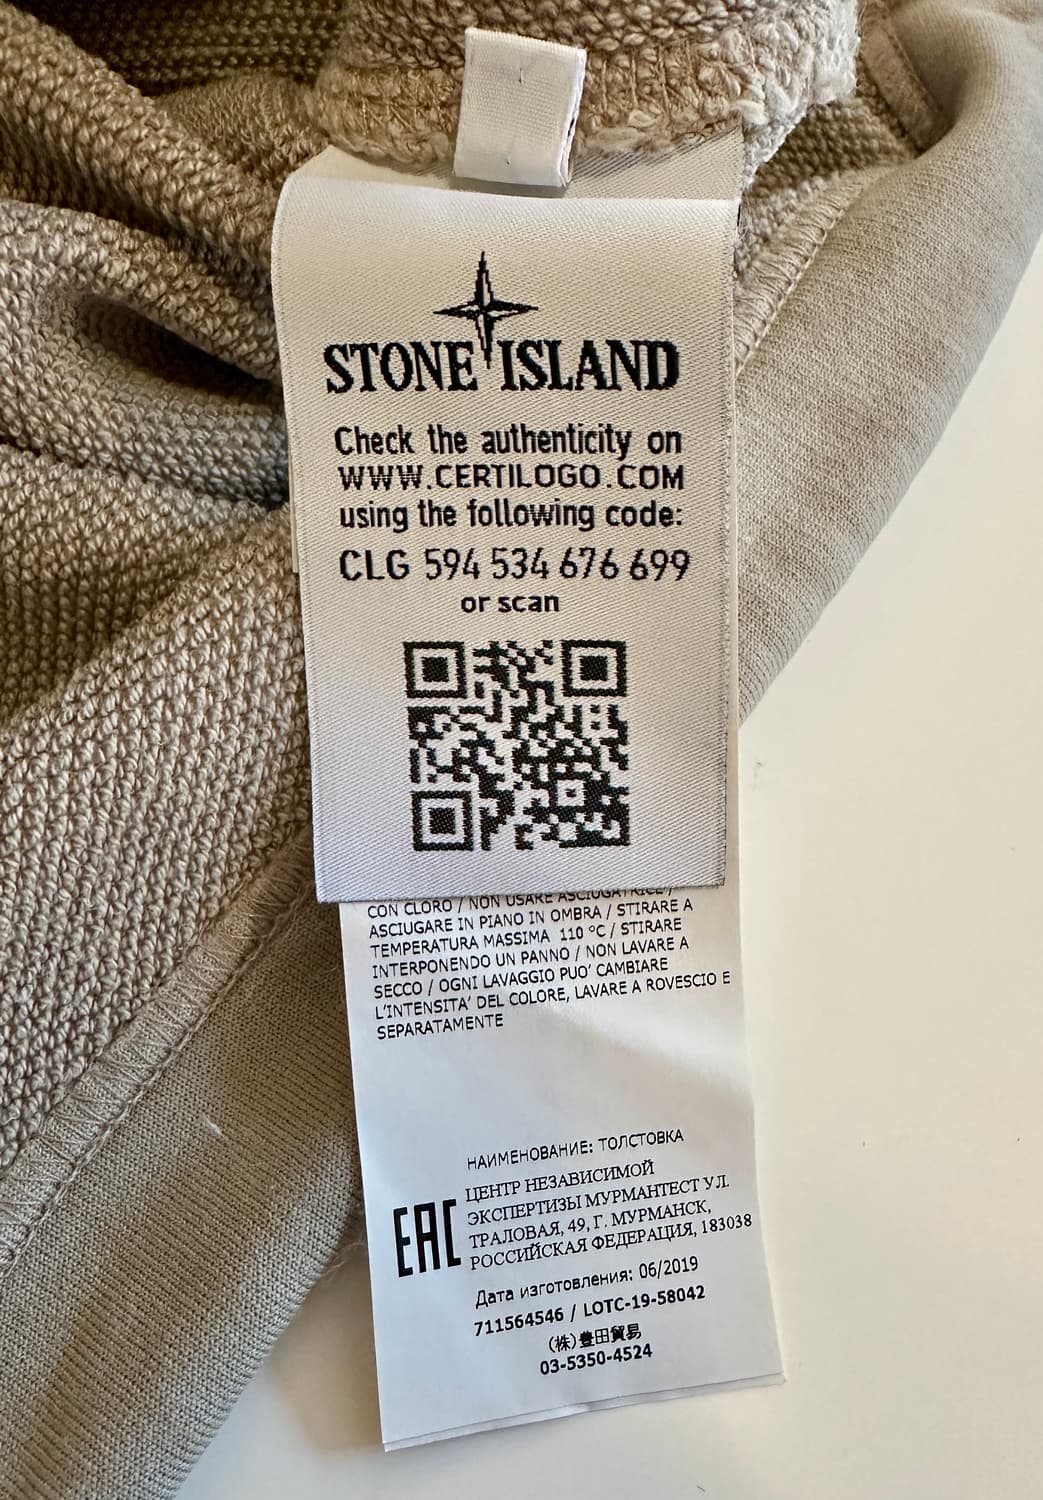 STONE ISLAND
Check the authenticity on
WWW.CERTILOGO.COM
using the following code:
CLG 594 534 676 699
or scan
CON CLORO / NON USARE ASCIUGATRICE /
ASCIUGARE IN PIANO IN OMBRA / STIRARE A
TEMPERATURA MASSIMA 110 °C / STIRARE
INTERPONENDO UN PANNO / NON LAVARE A
SECCO / OGNI LAVAGGIO PUO' CAMBIARE
L'INTENSITA' DEL COLORE, LAVARE A ROVESCIO E
SEPARATAMENTE
НАИМЕНОВАНИЕ: ТОЛСТОВКА
EAC
ЦЕНТР НЕЗАВИСИМОЙ
ЭКСПЕРТИЗЫ МУРМАНТЕСТ УЛ.
ТРАЛОВАЯ, 49, Г. МУРМАНСК,
РОССИЙСКАЯ ФЕДЕРАЦИЯ, 183038
Дата изготовления: 06/2019
711564546 / LOTC-19-58042
(株)豊田貿易
03-5350-4524